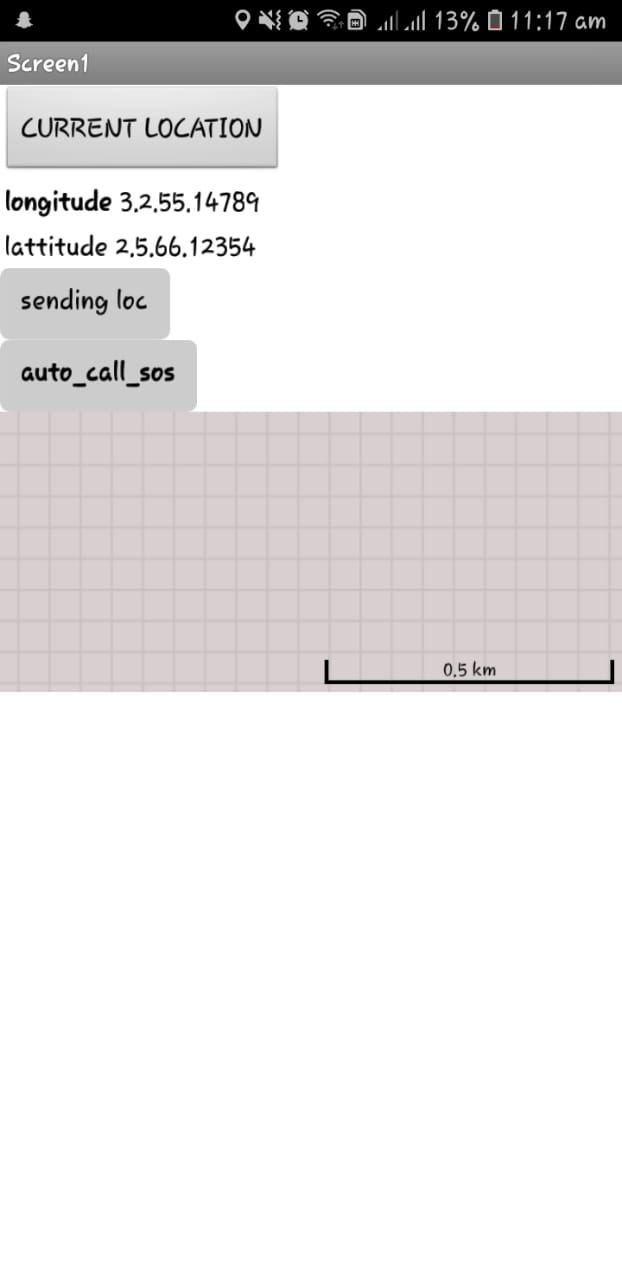 13% 11:17 am
Screen1
CURRENT LOCATION
longitude 3.2.55.14789
lattitude 2.5.66.12354
sending loc
auto_call_sos
0.5 km